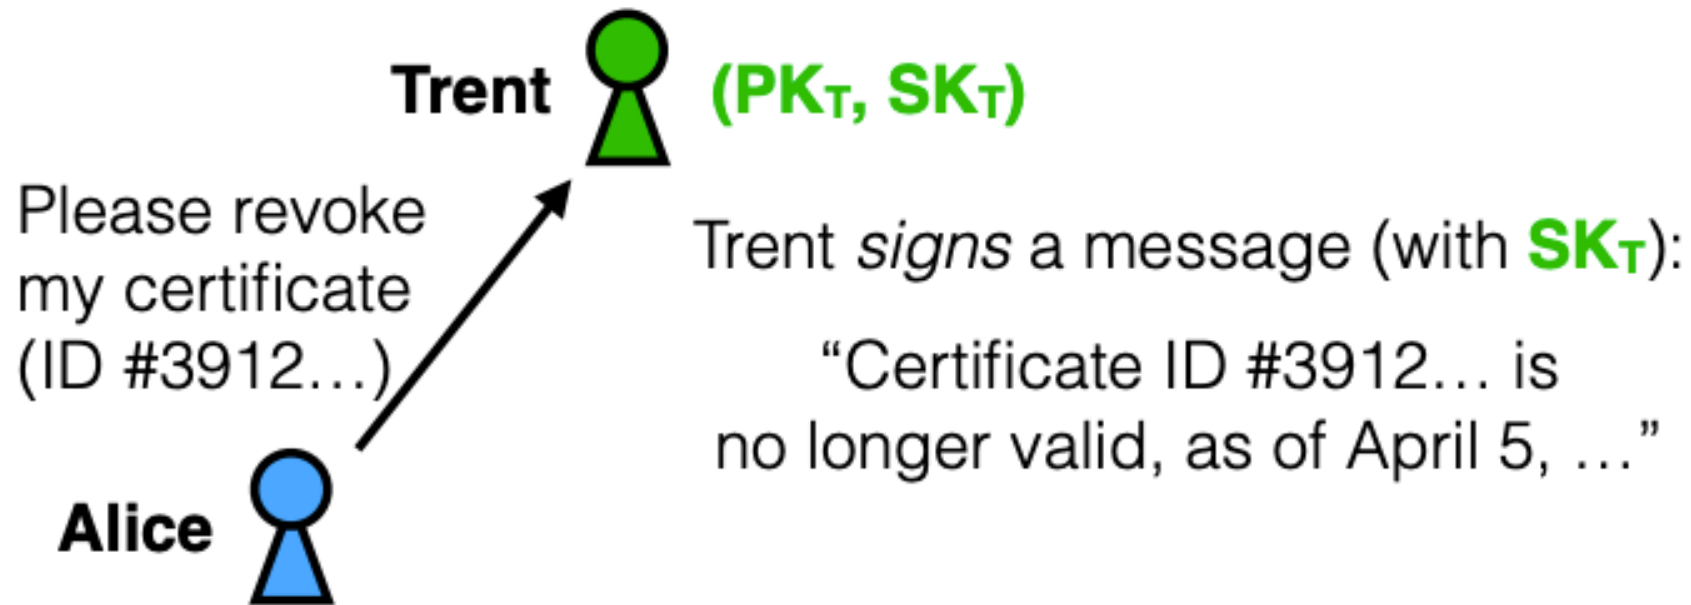 Trent
(PKT, SKT)
Please revoke
my certificate
(ID #3912…)
Trent signs a message (with SKT):
“Certificate ID #3912… is
no longer valid, as of April 5, …”
Alice